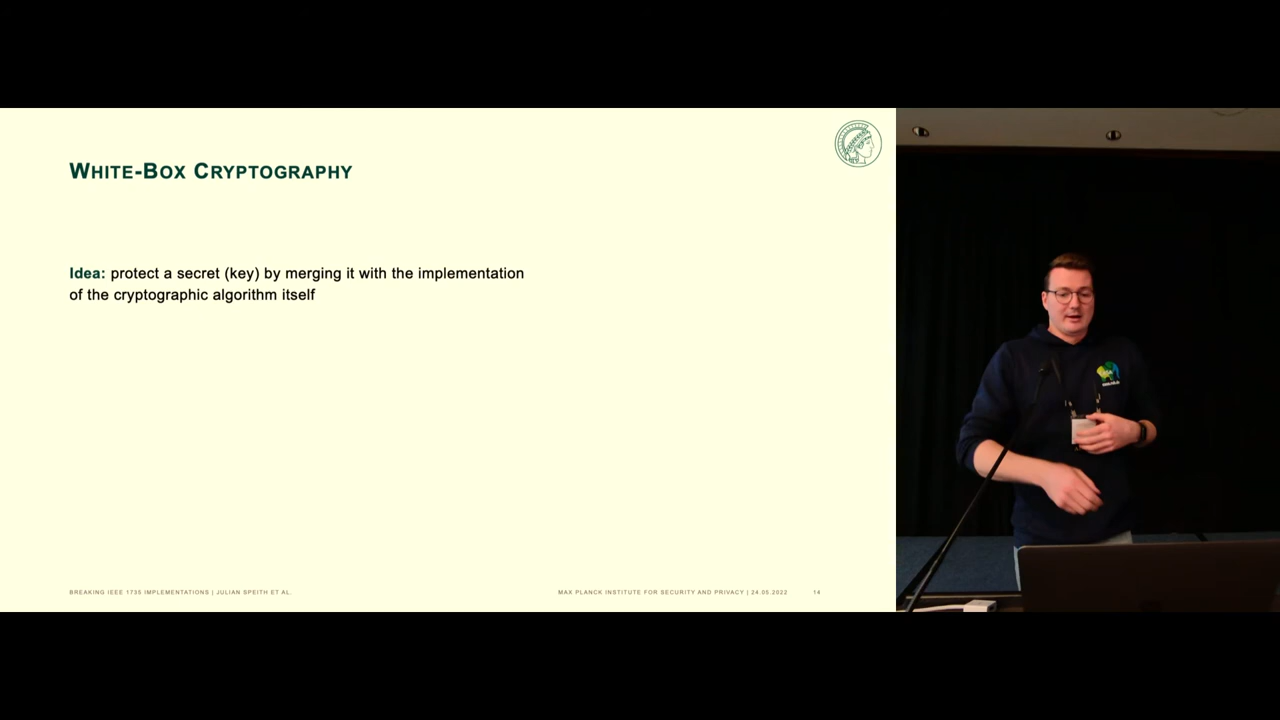 WHITE-BOX CRYPTOGRAPHY
Idea: protect a secret (key) by merging it with the implementation
of the cryptographic algorithm itself
BREAKING IEEE 1735 IMPLEMENTATIONS | JULIAN SPEITH ET AL.
MAX PLANCK INSTITUTE FOR SECURITY AND PRIVACY | 24.05.2022
14